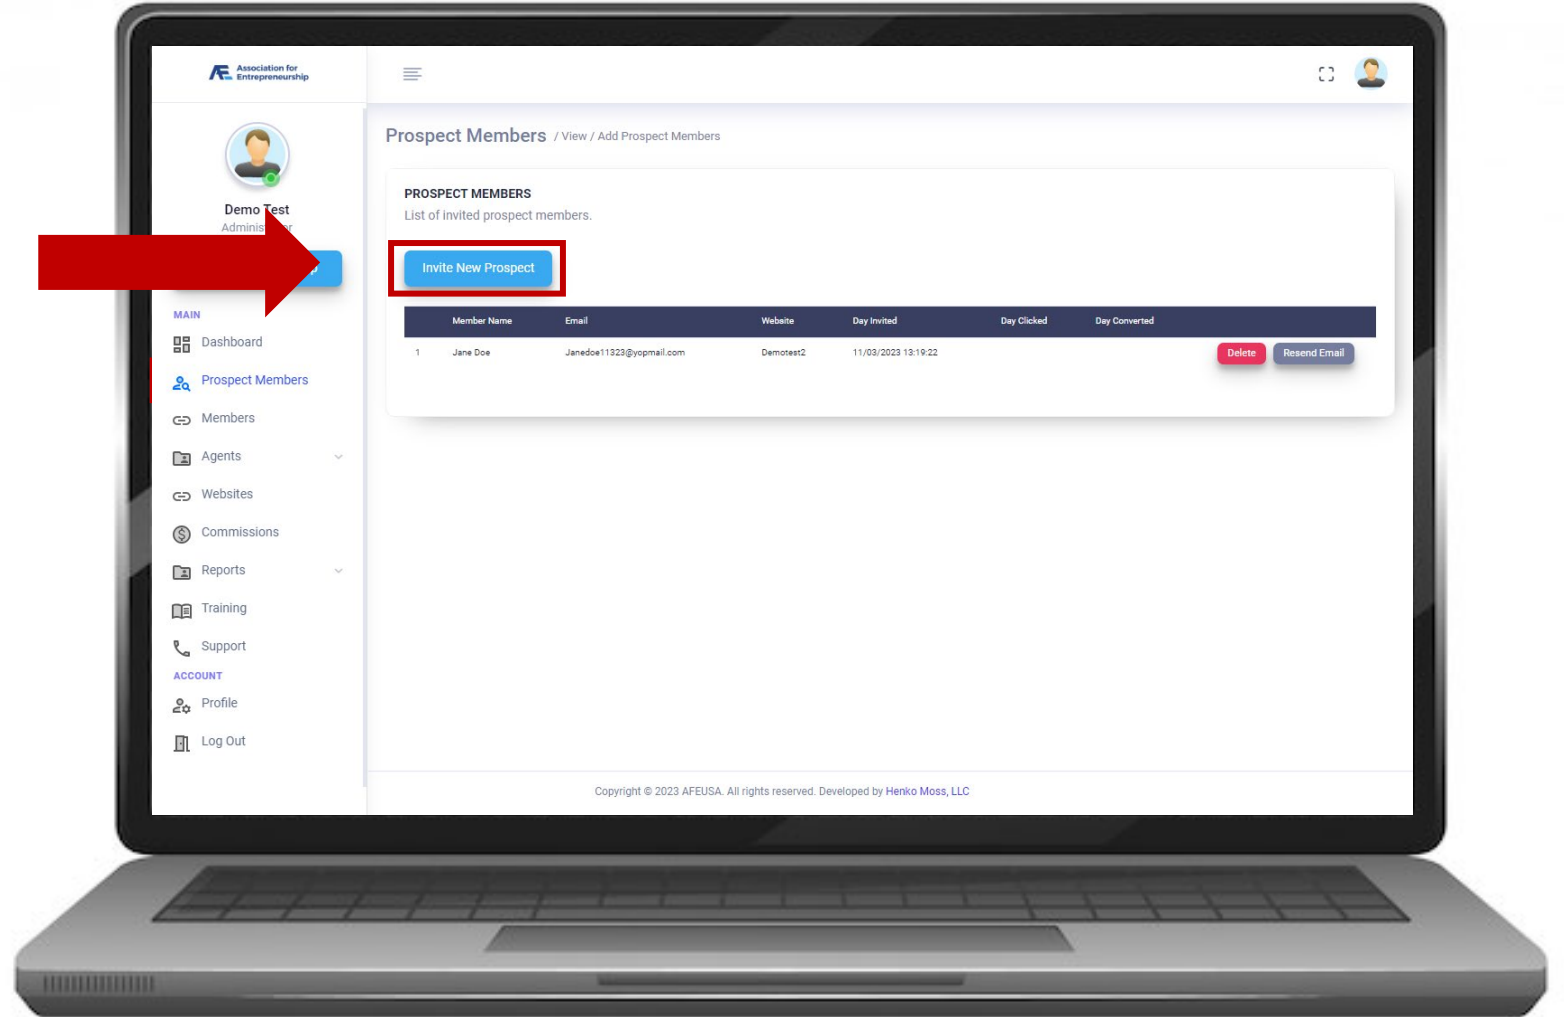 Association for
Entrepreneurship
Prospect Members / View / Add Prospect Members
Demo Test
PROSPECT MEMBERS
List of invited prospect members.
Invite New Prospect
MAIN
Dashboard
Prospect Members
Members
Agents
Websites
Commissions
Reports
Training
Support
ACCOUNT
Profile
Log Out
Member Name Email Website Day Invited Day Clicked Day Converted
1 Jane Doe Janedoe11323@yopmail.com Demotest2 11/03/2023 13:19:22 Delete Resend Email
Copyright © 2023 AFEUSA. All rights reserved. Developed by Henko Moss, LLC